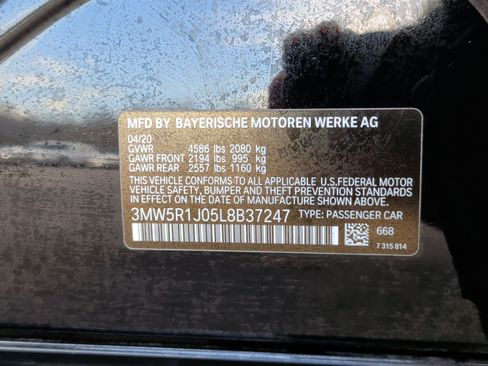 MFD BY BAYERISCHE MOTOREN WERKE AG
04/20
GVWR 4586 lbs 2080 kg
GAWR FRONT 2194 lbs 995 kg
GAWR REAR 2557 lbs 1160 kg
THIS VEHICLE CONFORMS TO ALL APPLICABLE U.S.FEDERAL MOTOR
VEHICLE SAFETY, BUMPER, AND THEFT PREVENTION STANDARDS
IN EFFECT ON THE DATE OF MANUFACTURE SHOWN ABOVE.
3MW5R1J05L8B37247 TYPE: PASSENGER CAR
668
7 315 814